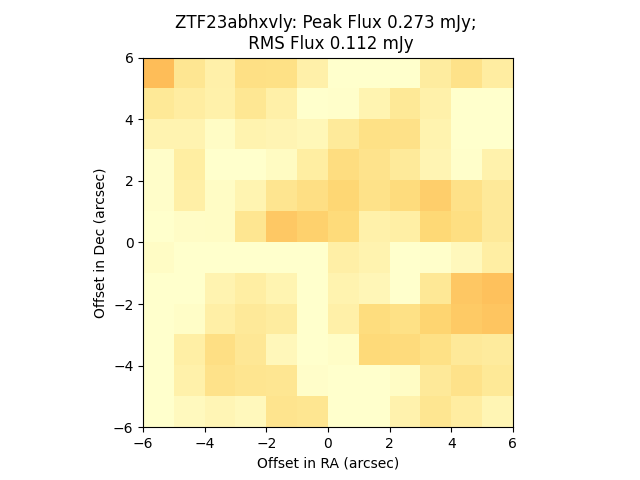 ZTF23abhxvly: Peak Flux 0.273 mJy;
RMS Flux 0.112 mJy
6
4
2
0
−2
−4
−6
Offset in Dec (arcsec)
−6 −4 −2 0 2 4 6
Offset in RA (arcsec)